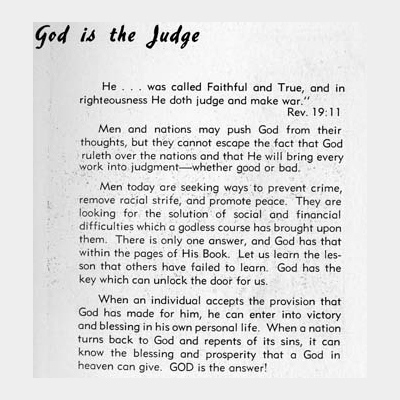 God is the Judge
He . . . was called Faithful and True, and in
righteousness He doth judge and make war."
Rev. 19:11
Men and nations may push God from their
thoughts, but they cannot escape the fact that God
ruleth over the nations and that He will bring every
work into judgment—whether good or bad.
Men today are seeking ways to prevent crime,
remove racial strife, and promote peace. They are
looking for the solution of social and financial
difficulties which a godless course has brought upon
them. There is only one answer, and God has that
within the pages of His Book. Let us learn the les-
son that others have failed to learn. God has the
key which can unlock the door for us.
When an individual accepts the provision that
God has made for him, he can enter into victory
and blessing in his own personal life. When a nation
turns back to God and repents of its sins, it can
know the blessing and prosperity that a God in
heaven can give. GOD is the answer!